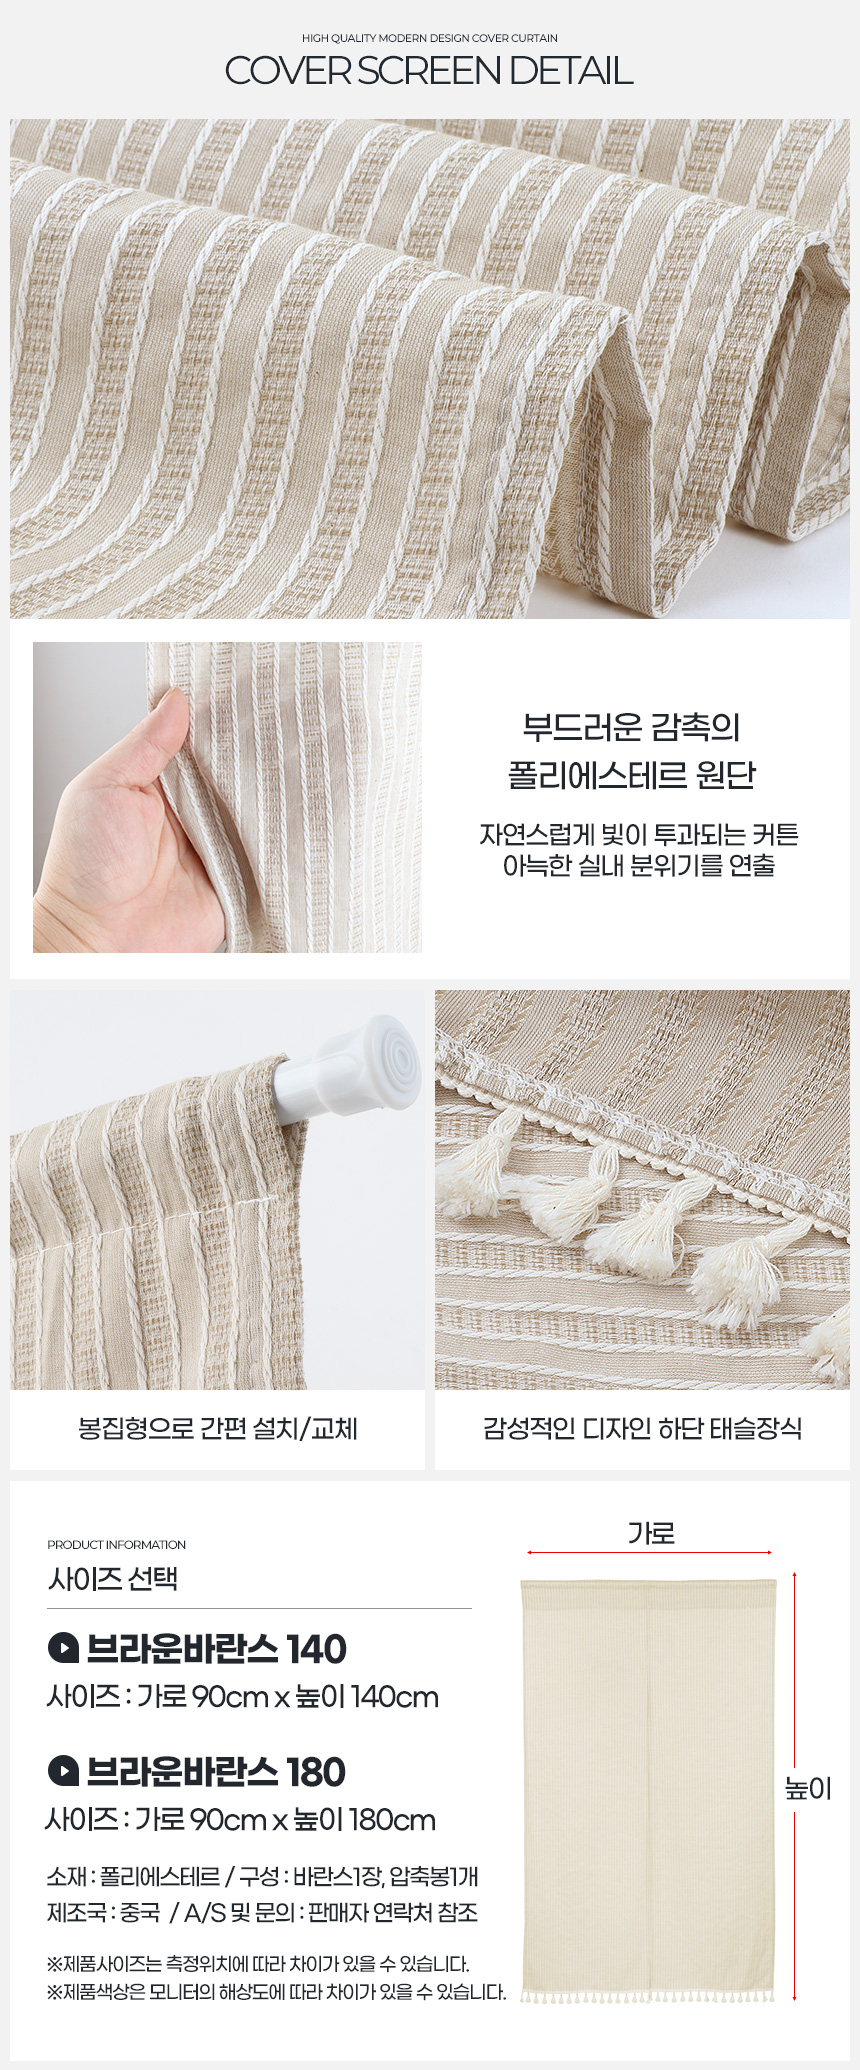 HIGH QUALITY MODERN DESIGN COVER CURTAIN
COVER SCREEN DETAIL
부드러운 감촉의
폴리에스테르 원단
자연스럽게 빛이 투과되는 커튼
아늑한 실내 분위기를 연출
봉집형으로 간편 설치/교체
감성적인 디자인 하단 태슬장식
PRODUCT INFORMATION
사이즈 선택
브라운바란스 140
사이즈 : 가로 90cm x 높이 140cm
브라운바란스 180
사이즈 : 가로 90cm x 높이 180cm
소재 : 폴리에스테르 / 구성 : 바란스1장, 압축봉1개
제조국 : 중국 / A/S 및 문의 : 판매자 연락처 참조
※제품사이즈는 측정위치에 따라 차이가 있을 수 있습니다.
※제품색상은 모니터의 해상도에 따라 차이가 있을 수 있습니다.
가로
높이